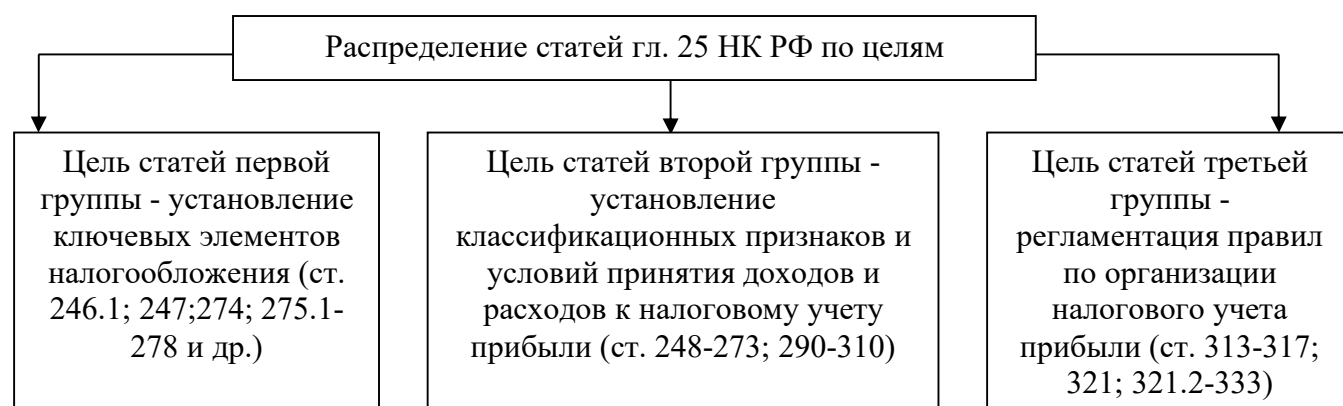 Распределение статей гл. 25 НК РФ по целям
Цель статей первой
группы - установление
ключевых элементов
налогообложения (ст.
246.1; 247;274; 275.1-
278 и др.)
Цель статей второй группы -
установление
классификационных признаков и
условий принятия доходов и
расходов к налоговому учету
прибыли (ст. 248-273; 290-310)
Цель статей третьей
группы -
регламентация правил
по организации
налогового учета
прибыли (ст. 313-317;
321; 321.2-333)